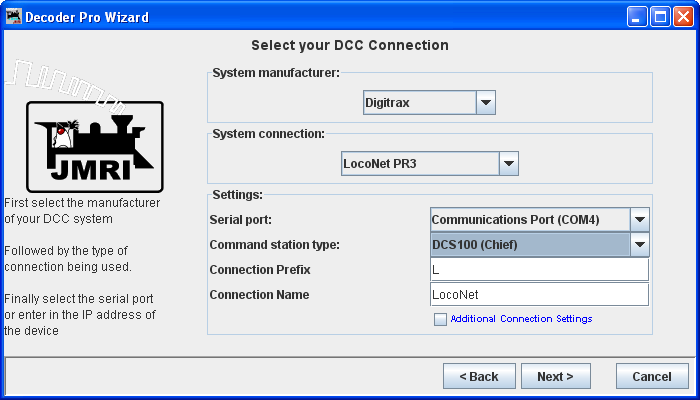 Decoder Pro Wizard
Select your DCC Connection
JMRI
First select the manufacturer
of your DCC system
Followed by the type of
connection being used.
Finally select the serial port
or enter in the IP address of
the device
System manufacturer:
Digitrax
System connection:
LocoNet PR3
Settings:
Serial port: Communications Port (COM4)
Command station type: DCS100 (Chief)
Connection Prefix L
Connection Name LocoNet
Additional Connection Settings
< Back Next > Cancel